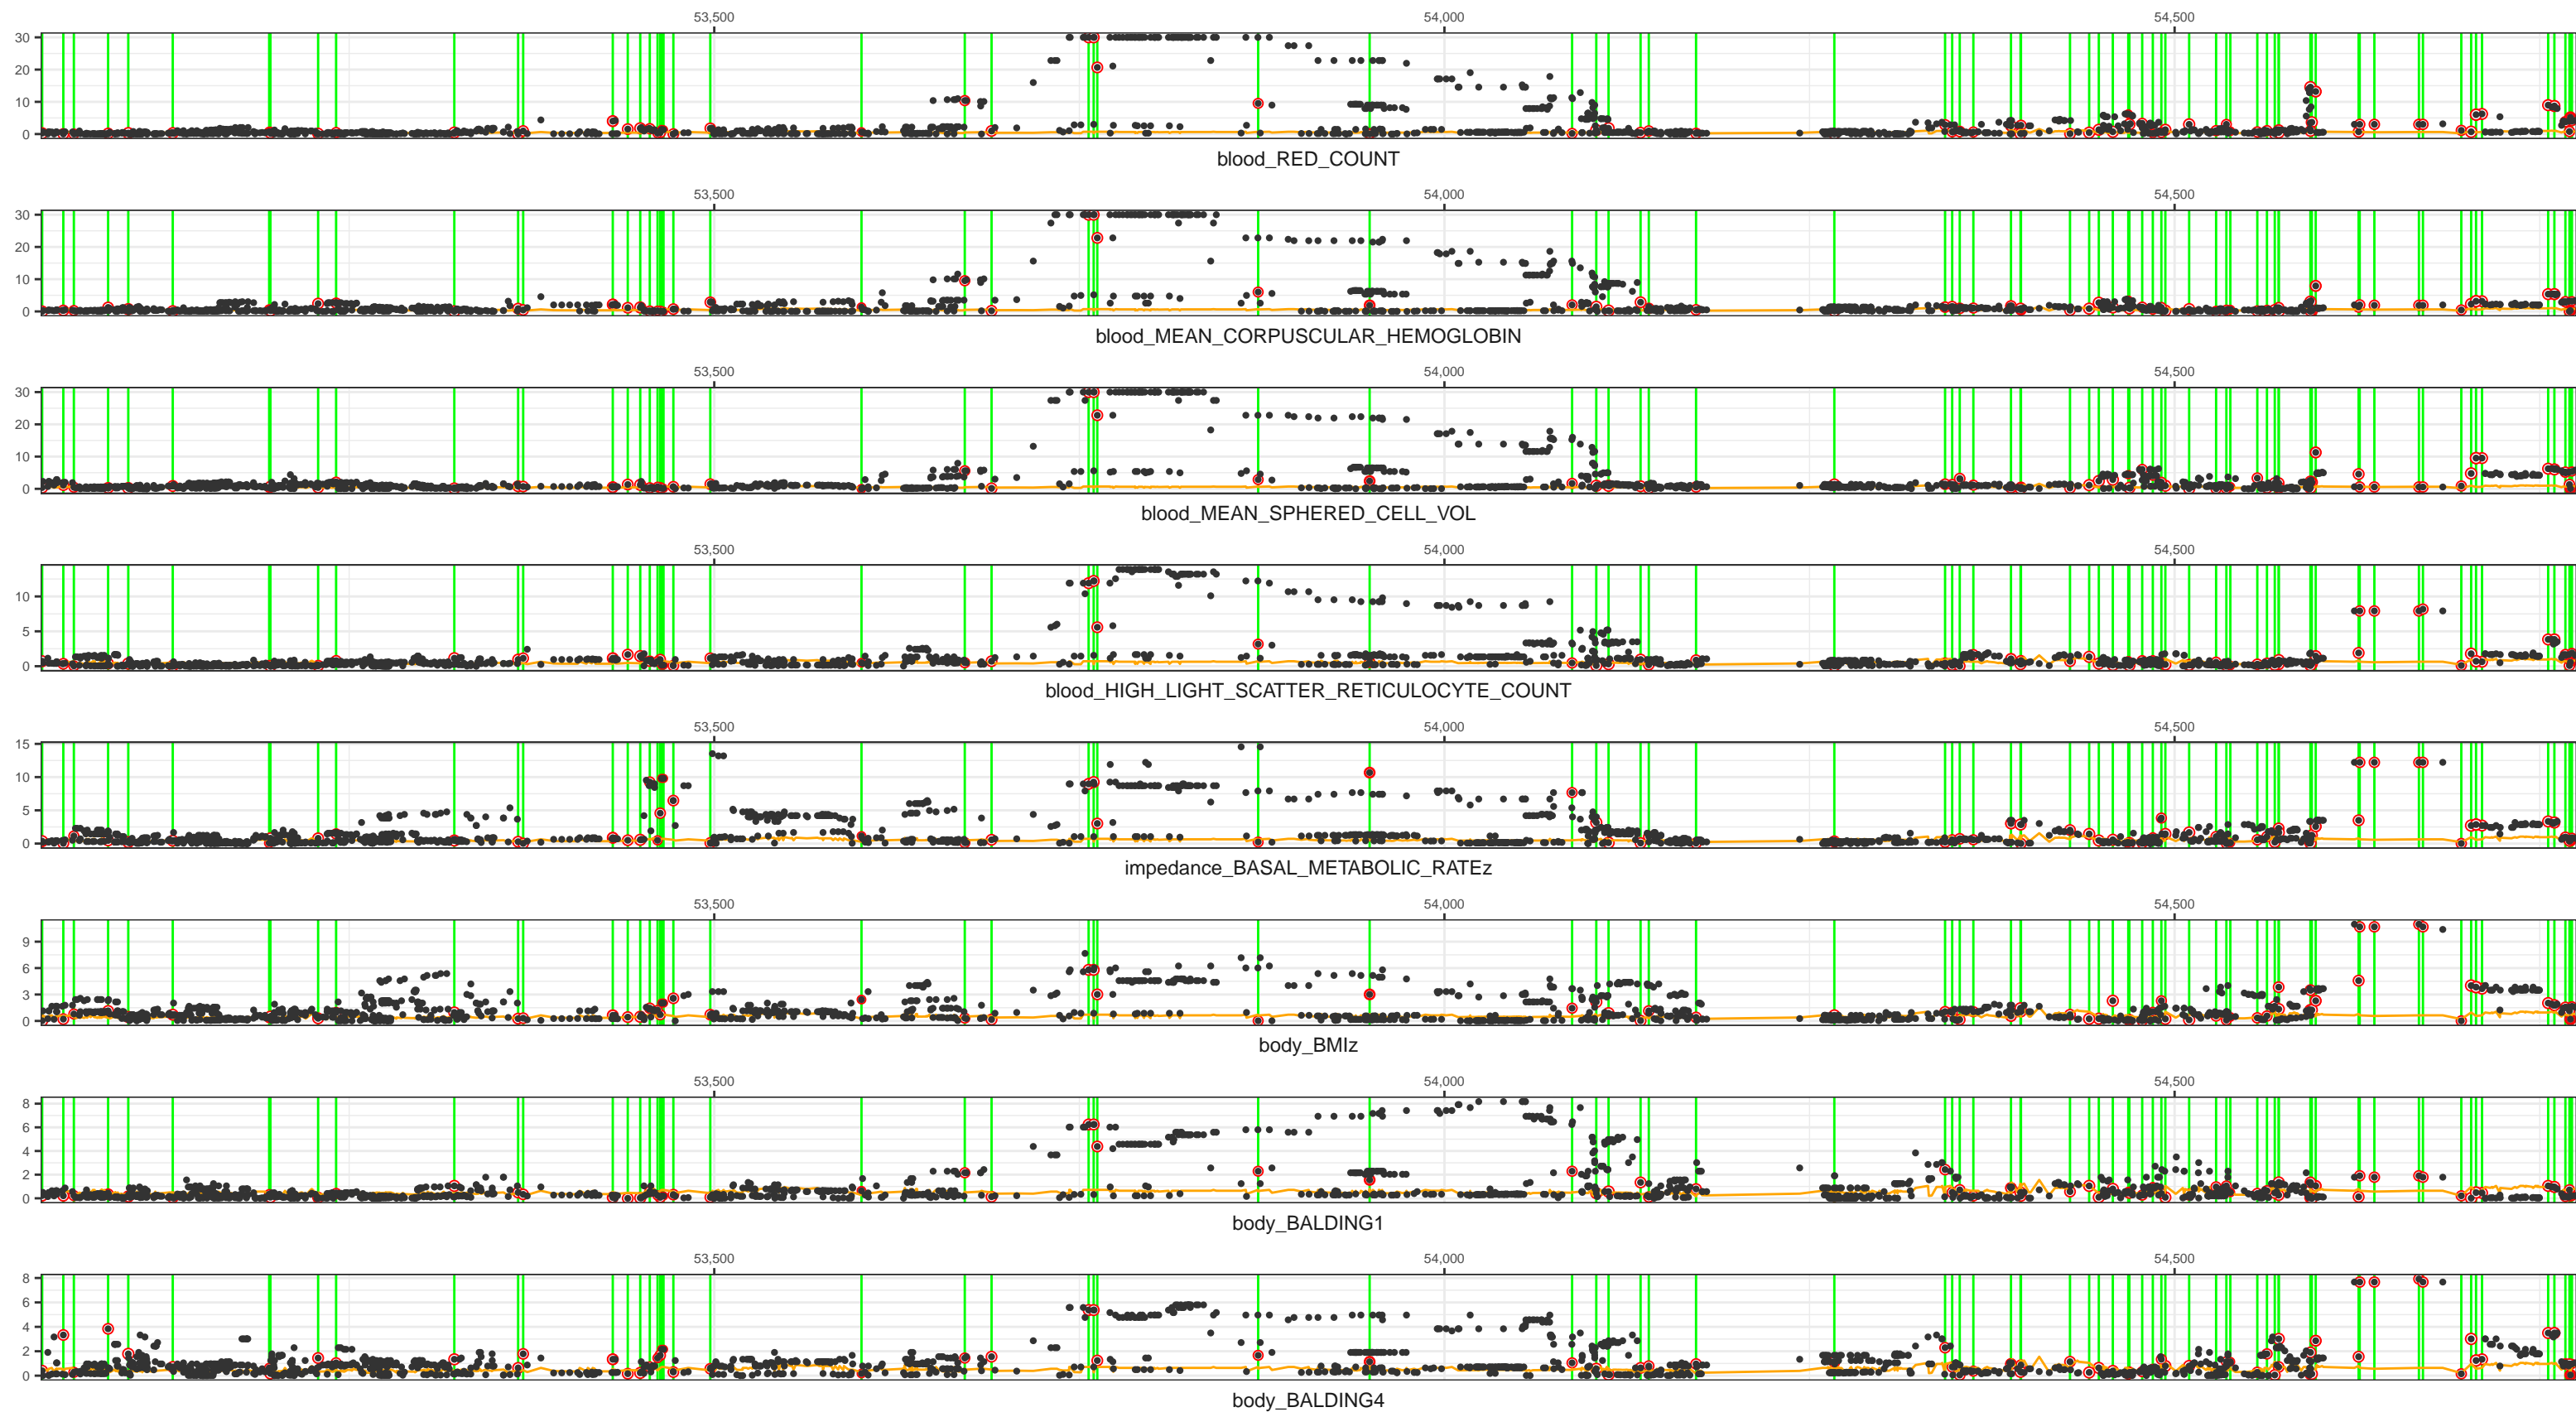 53,500 54,000 54,500
30
20
10
0
blood_RED_COUNT
53,500 54,000 54,500
30
20
10
0
blood_MEAN_CORPUSCULAR_HEMOGLOBIN
53,500 54,000 54,500
30
20
10
0
blood_MEAN_SPHERED_CELL_VOL
53,500 54,000 54,500
10
5
0
blood_HIGH_LIGHT_SCATTER_RETICULOCYTE_COUNT
53,500 54,000 54,500
15
10
5
0
impedance_BASAL_METABOLIC_RATEz
53,500 54,000 54,500
9
6
3
0
body_BMIz
53,500 54,000 54,500
8
6
4
2
0
body_BALDING1
53,500 54,000 54,500
8
6
4
2
0
body_BALDING4